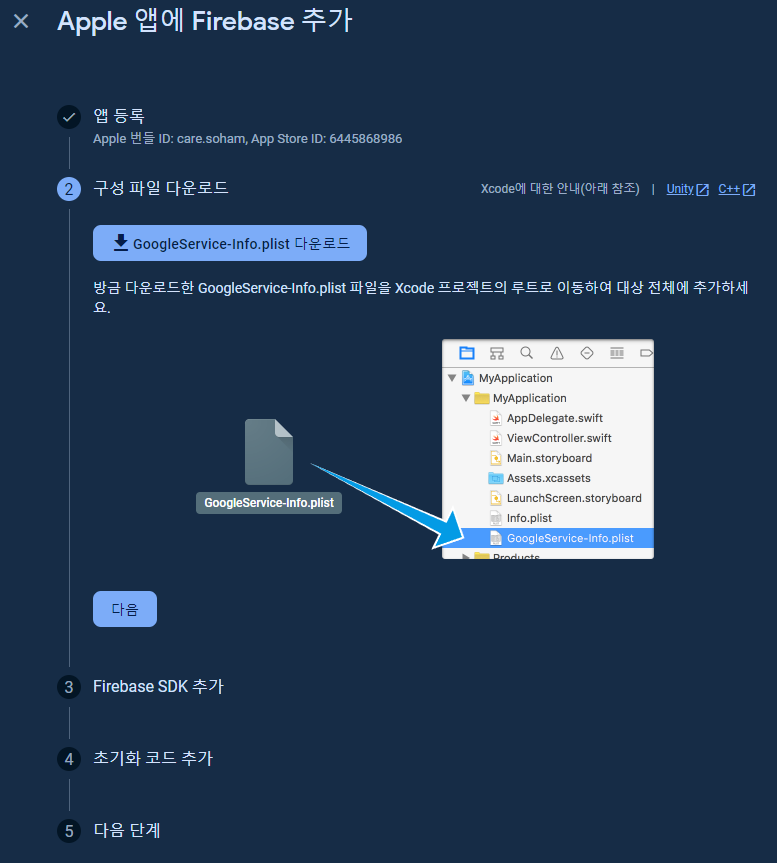 Apple 앱에 Firebase 추가
앱 등록
Apple 번들 ID: care.soham, App Store ID: 6445868986
2 구성 파일 다운로드 Xcode에 대한 안내(아래 참조) | Unity C++
GoogleService-Info.plist 다운로드
방금 다운로드한 GoogleService-Info.plist 파일을 Xcode 프로젝트의 루트로 이동하여 대상 전체에 추가하세
요.
GoogleService-Info.plist
MyApplication
MyApplication
AppDelegate.swift
ViewController.swift
Main.storyboard
Assets.xcassets
LaunchScreen.storyboard
Info.plist
GoogleService-Info.plist
Products
다음
3 Firebase SDK 추가
4 초기화 코드 추가
5 다음 단계